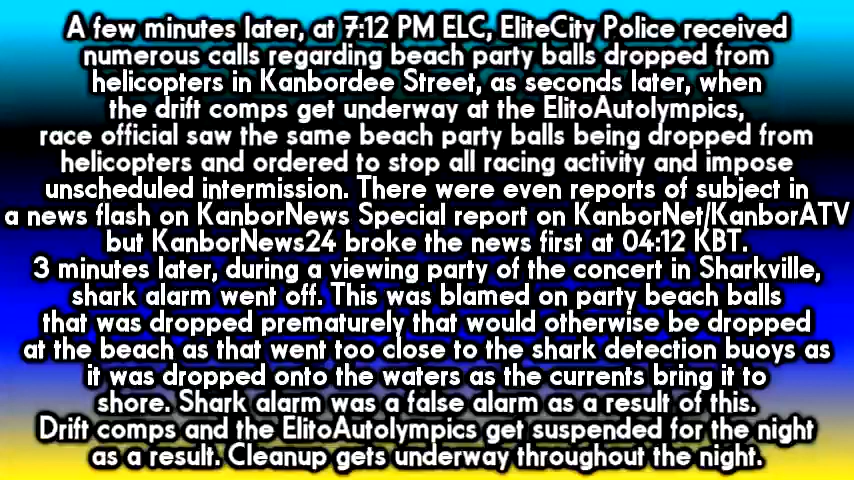 A few minutes later, at 7:12 PM ELC, EliteCity Police received
numerous calls regarding beach party balls dropped from
helicopters in Kanbordee Street, as seconds later, when
the drift comps get underway at the ElitoAutolympics,
race official saw the same beach party balls being dropped from
helicopters and ordered to stop all racing activity and impose
unscheduled intermission. There were even reports of subject in
a news flash on KanborNews Special report on KanborNet/KanborATV
but KanborNews24 broke the news first at 04:12 KBT.
3 minutes later, during a viewing party of the concert in Sharkville,
shark alarm went off. This was blamed on party beach balls
that was dropped prematurely that would otherwise be dropped
at the beach as that went too close to the shark detection buoys as
it was dropped onto the waters as the currents bring it to
shore. Shark alarm was a false alarm as a result of this.
Drift comps and the ElitoAutolympics get suspended for the night
as a result. Cleanup gets underway throughout the night.